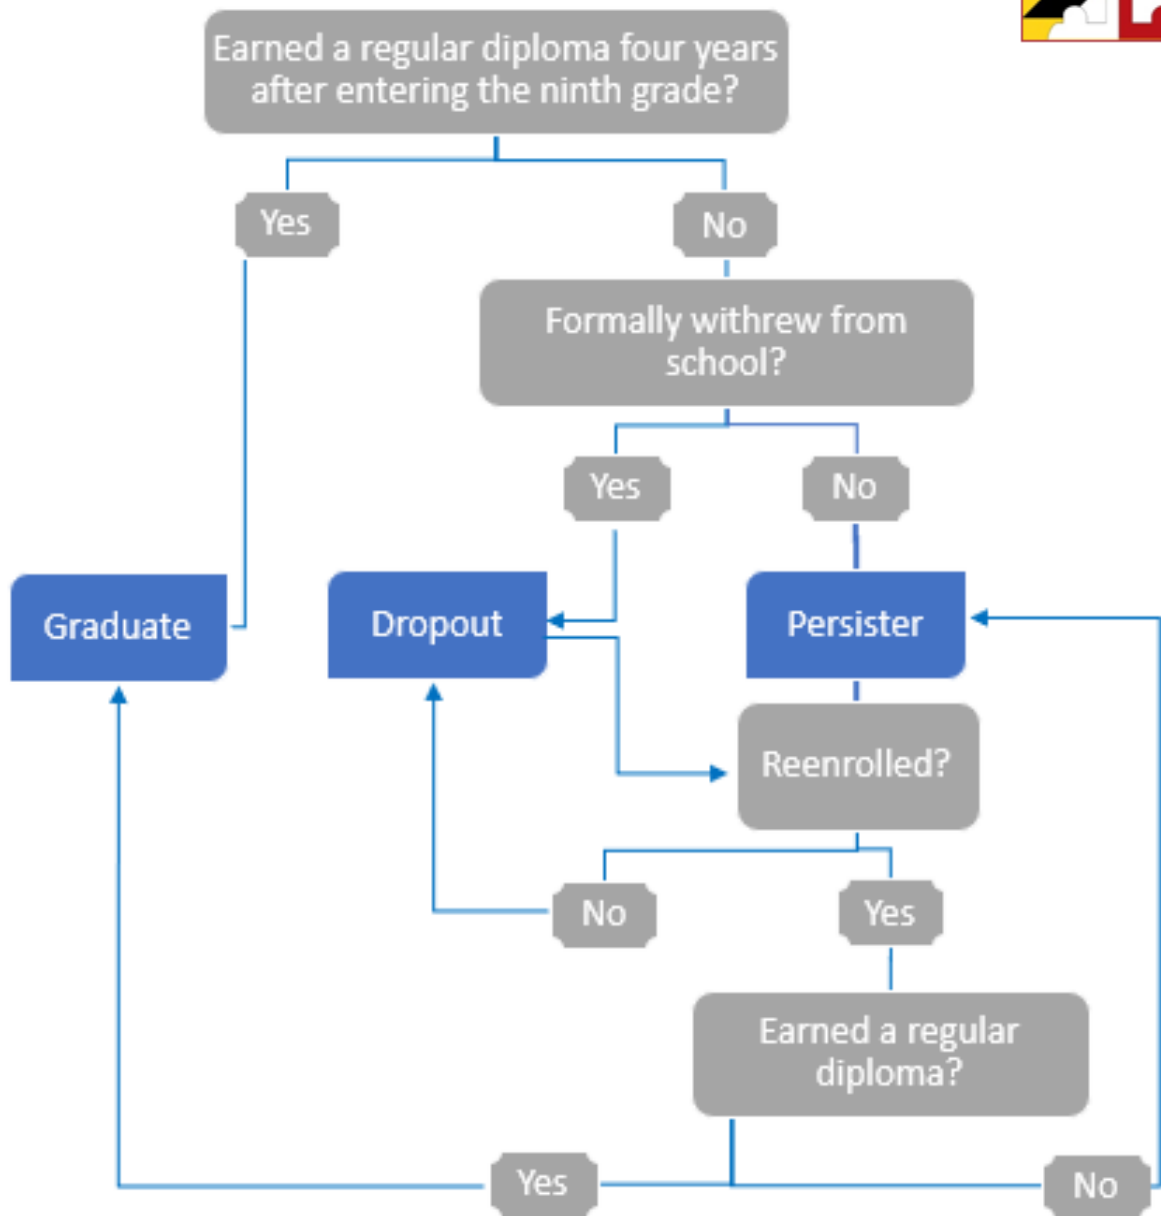 Earned a regular diploma four years
after entering the ninth grade?
Yes
No
Formally withrew from
school?
Yes
No
Graduate
Dropout
Persister
Reenrolled?
No
Yes
Earned a regular
diploma?
Yes
No